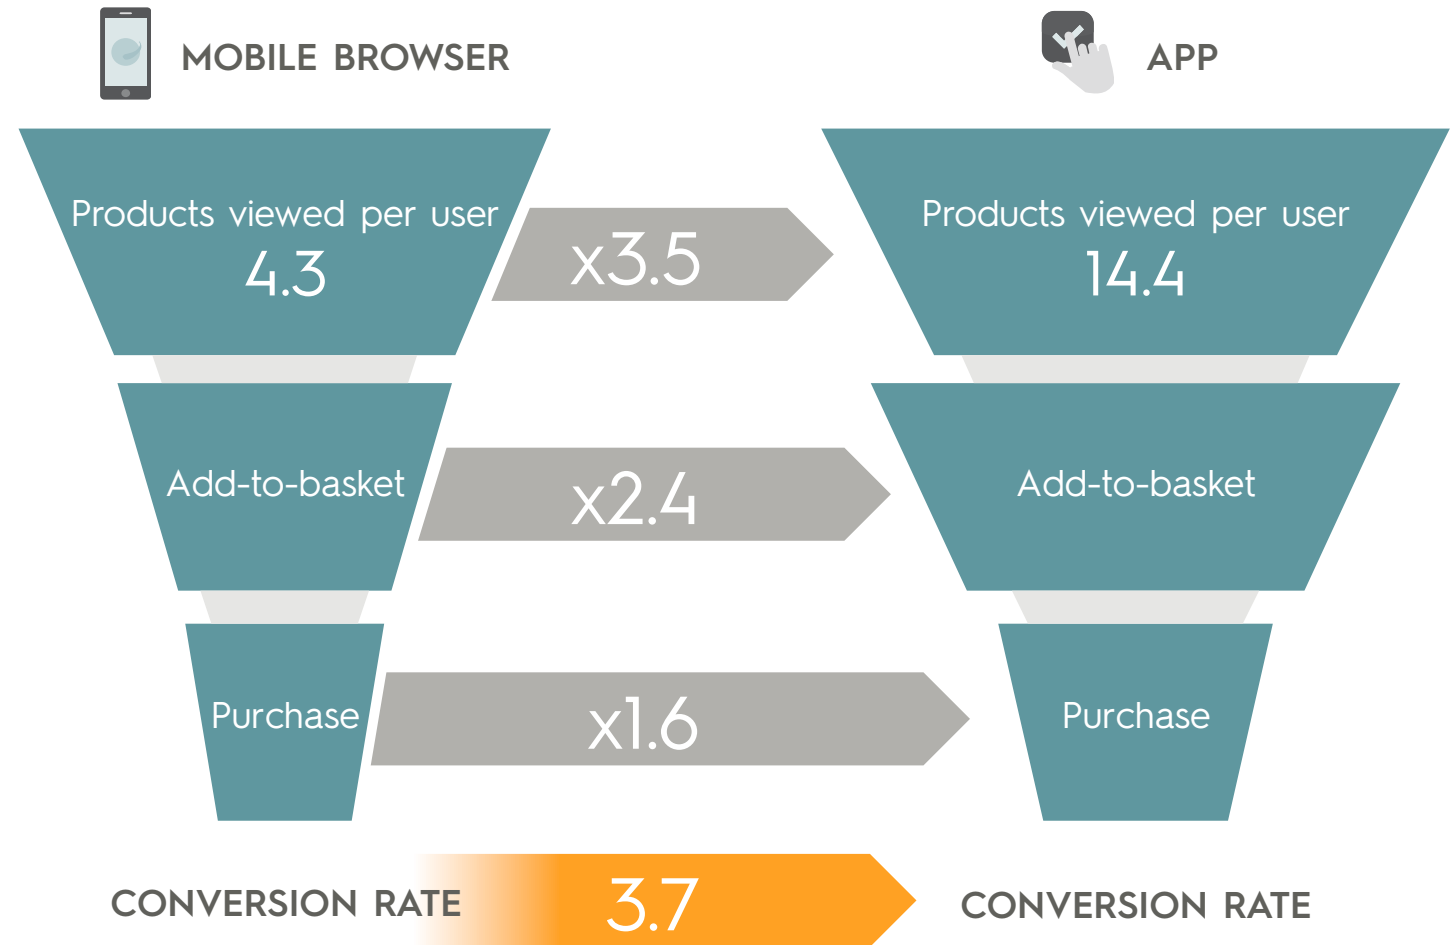 MOBILE BROWSER
APP
Products viewed per user
4.3
x3.5
Products viewed per user
14.4
Add-to-basket
x2.4
Add-to-basket
Purchase
x1.6
Purchase
CONVERSION RATE
3.7
CONVERSION RATE